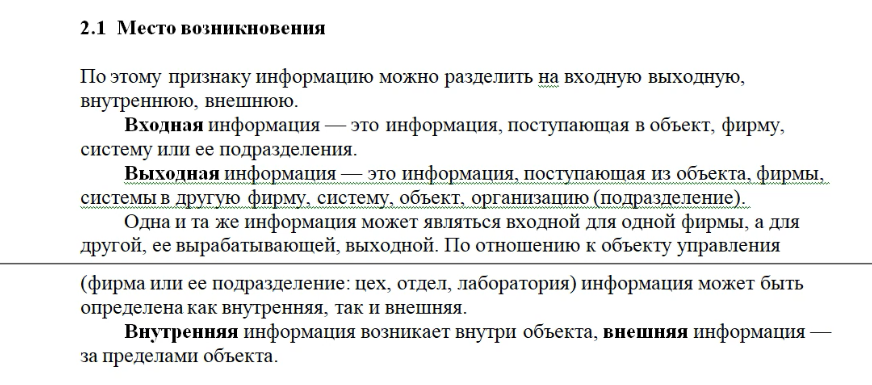 2.1 Место возникновения
По этому признаку информацию можно разделить на входную выходную,
внутреннюю, внешнюю.
Входная информация — это информация, поступающая в объект, фирму,
систему или ее подразделения.
Выходная информация — это информация, поступающая из объекта, фирмы,
системы в другую фирму, систему, объект, организацию (подразделение).
Одна и та же информация может являться входной для одной фирмы, а для
другой, ее вырабатывающей, выходной. По отношению к объекту управления
(фирма или ее подразделение: цех, отдел, лаборатория) информация может быть
определена как внутренняя, так и внешняя.
Внутренняя информация возникает внутри объекта, внешняя информация —
за пределами объекта.